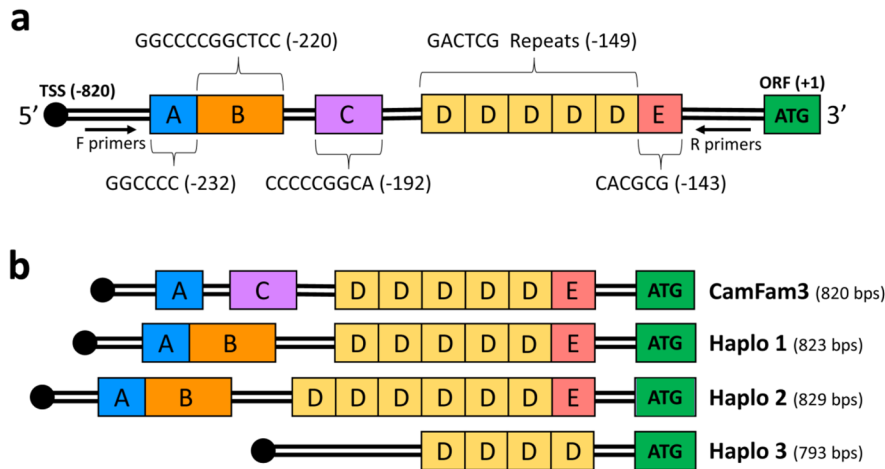 a
GGCCCCGGCTCC (-220) GACTCG Repeats (-149)
TSS (-820) ORF (+1)
5’ A B C D D D D D E ATG 3’
F primers R primers
GGCCCC (-232) CCCCCGGCA (-192) CACGCG (-143)
b
A C D D D D D E ATG CamFam3 (820 bps)
A B D D D D D E ATG Haplo 1 (823 bps)
A B D D D D D D E ATG Haplo 2 (829 bps)
D D D D ATG Haplo 3 (793 bps)